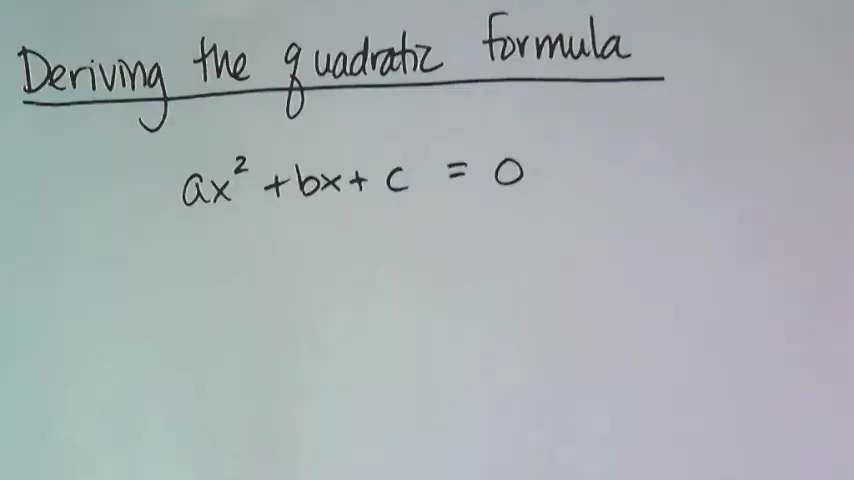 Deriving the quadratic formula
ax² + bx + c = 0